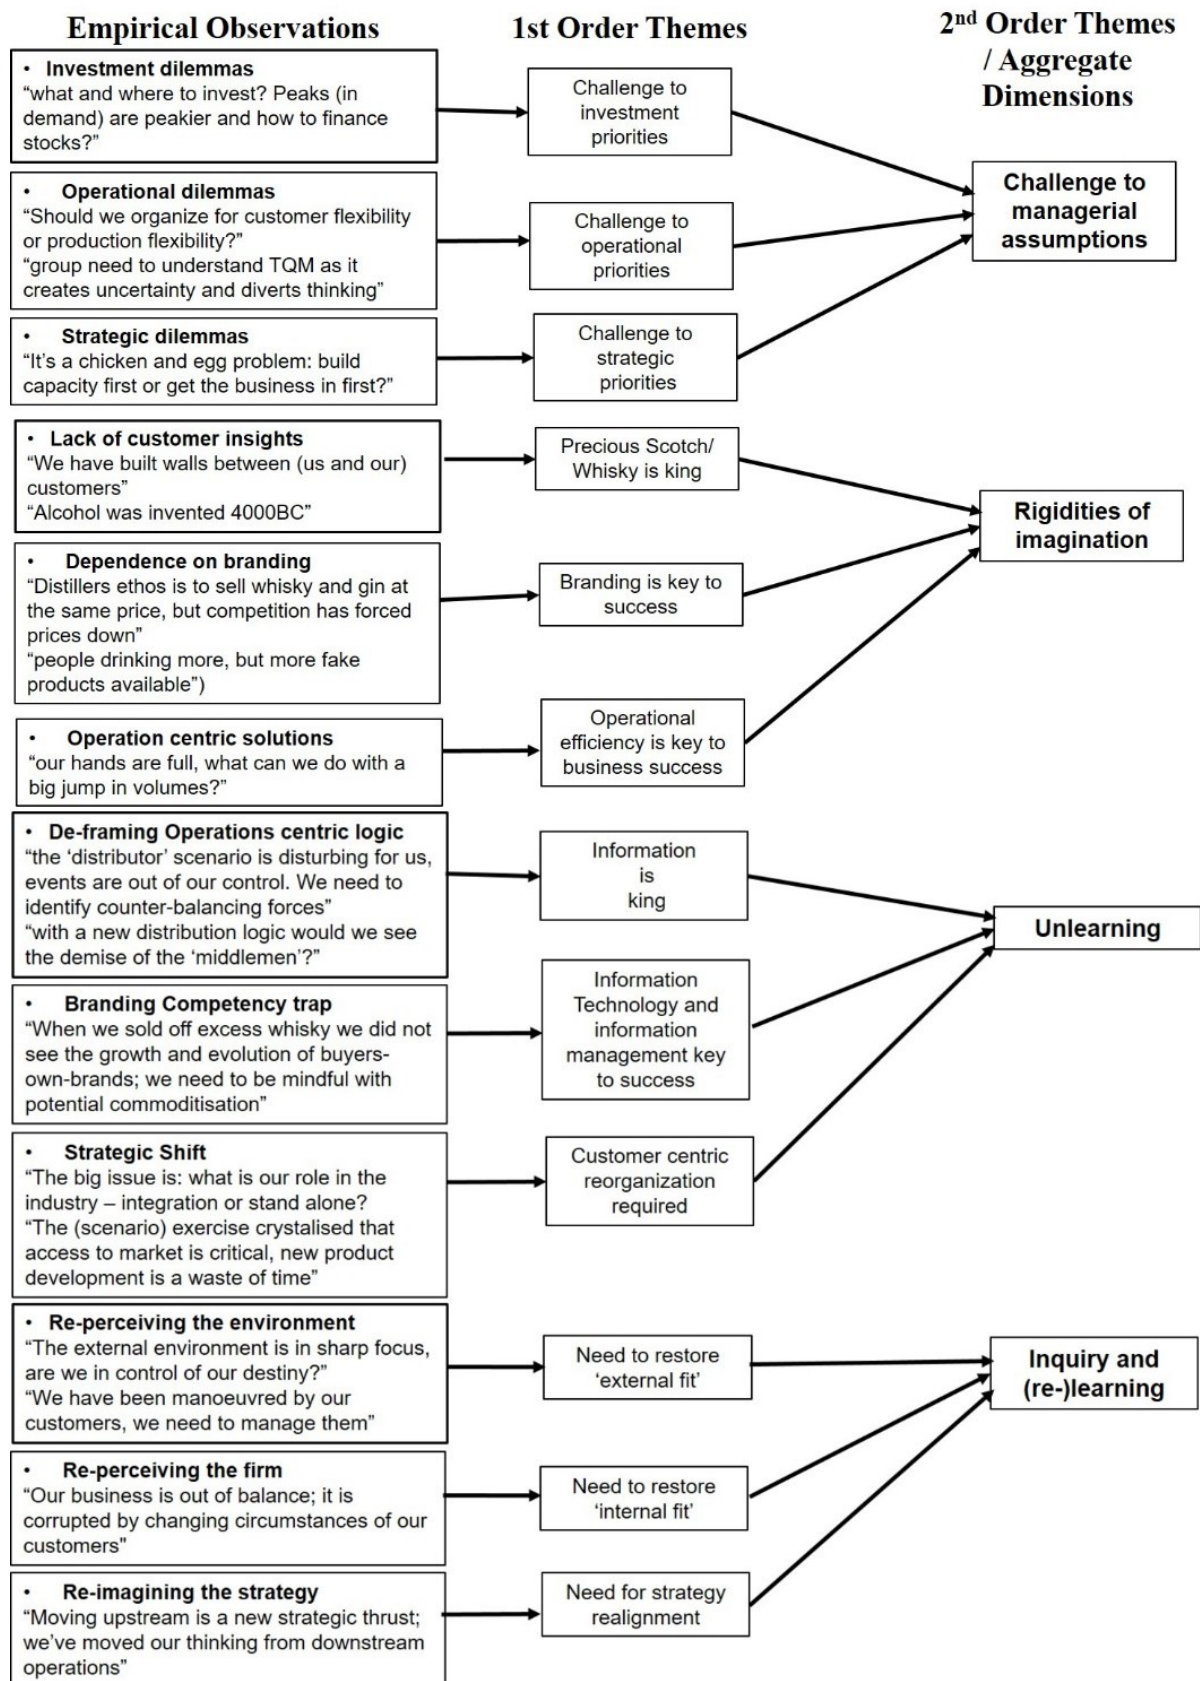 Empirical Observations
1st Order Themes
2nd Order Themes
/ Aggregate
Dimensions
• Investment dilemmas
“what and where to invest? Peaks (in
demand) are peakier and how to finance
stocks?”
Challenge to
investment
priorities
• Operational dilemmas
“Should we organize for customer flexibility
or production flexibility?”
“group need to understand TQM as it
creates uncertainty and diverts thinking”
Challenge to
operational
priorities
Challenge to
managerial
assumptions
• Strategic dilemmas
“It’s a chicken and egg problem: build
capacity first or get the business in first?”
Challenge to
strategic
priorities
• Lack of customer insights
“We have built walls between (us and our)
customers”
“Alcohol was invented 4000BC”
Precious Scotch/
Whisky is king
• Dependence on branding
“Distillers ethos is to sell whisky and gin at
the same price, but competition has forced
prices down”
“people drinking more, but more fake
products available”)
Branding is key to
success
Rigidities of
imagination
• Operation centric solutions
“our hands are full, what can we do with a
big jump in volumes?”
Operational
efficiency is key to
business success
• De-framing Operations centric logic
“the ‘distributor’ scenario is disturbing for us,
events are out of our control. We need to
identify counter-balancing forces”
“with a new distribution logic would we see
the demise of the ‘middlemen’?”
Information
is
king
• Branding Competency trap
“When we sold off excess whisky we did not
see the growth and evolution of buyers-
own-brands; we need to be mindful with
potential commoditisation”
Information
Technology and
information
management key
to success
Unlearning
• Strategic Shift
“The big issue is: what is our role in the
industry – integration or stand alone?
“The (scenario) exercise crystalised that
access to market is critical, new product
development is a waste of time”
Customer centric
reorganization
required
• Re-perceiving the environment
“The external environment is in sharp focus,
are we in control of our destiny?”
“We have been manoeuvred by our
customers, we need to manage them”
Need to restore
‘external fit’
Inquiry and
(re-)learning
• Re-perceiving the firm
“Our business is out of balance; it is
corrupted by changing circumstances of our
customers"
Need to restore
‘internal fit’
• Re-imagining the strategy
“Moving upstream is a new strategic thrust;
we’ve moved our thinking from downstream
operations”
Need for strategy
realignment